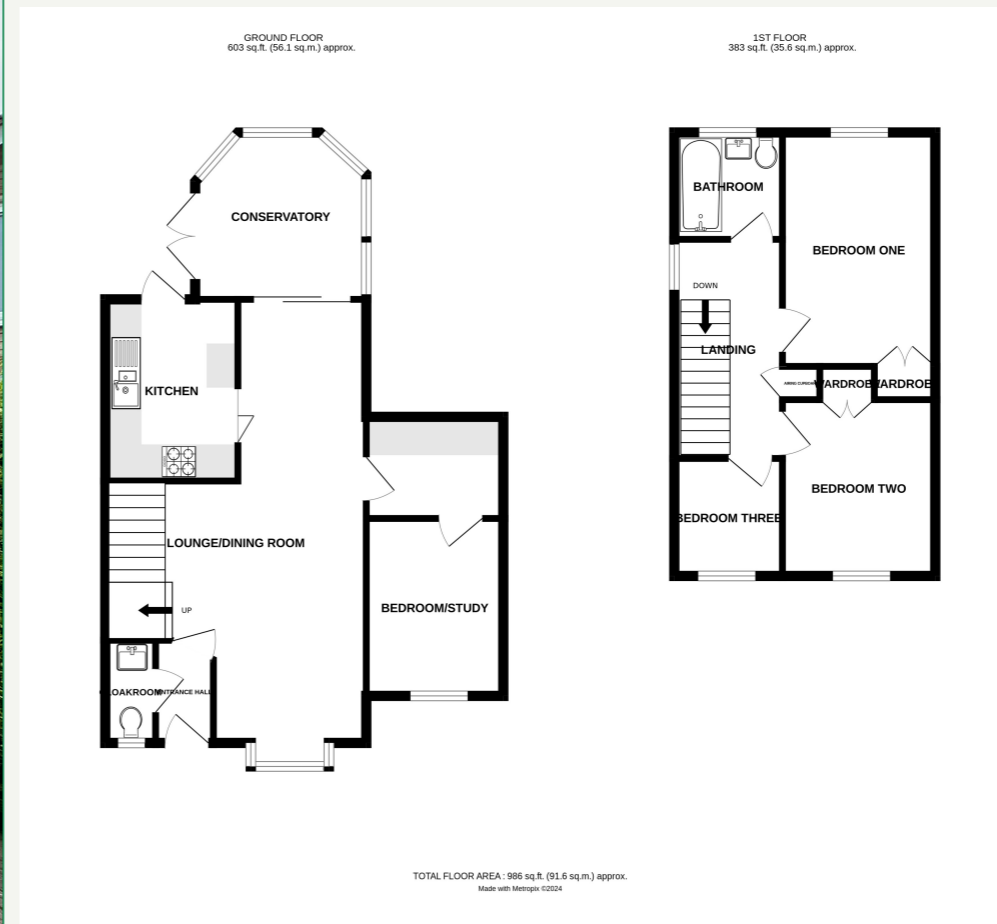 GROUND FLOOR
603 sq.ft. (56.1 sq.m.) approx.
CONSERVATORY
KITCHEN
LOUNGE/DINING ROOM
UP
BEDROOM/STUDY
CLOAKROOM
ENTRANCE HALL
1ST FLOOR
383 sq.ft. (35.6 sq.m.) approx.
BATHROOM
BEDROOM ONE
DOWN
LANDING
AIRING CUPBOARD
WARDROBE
WARDROBE
BEDROOM TWO
BEDROOM THREE
TOTAL FLOOR AREA : 986 sq.ft. (91.6 sq.m.) approx.
Made with Metropix ©2024